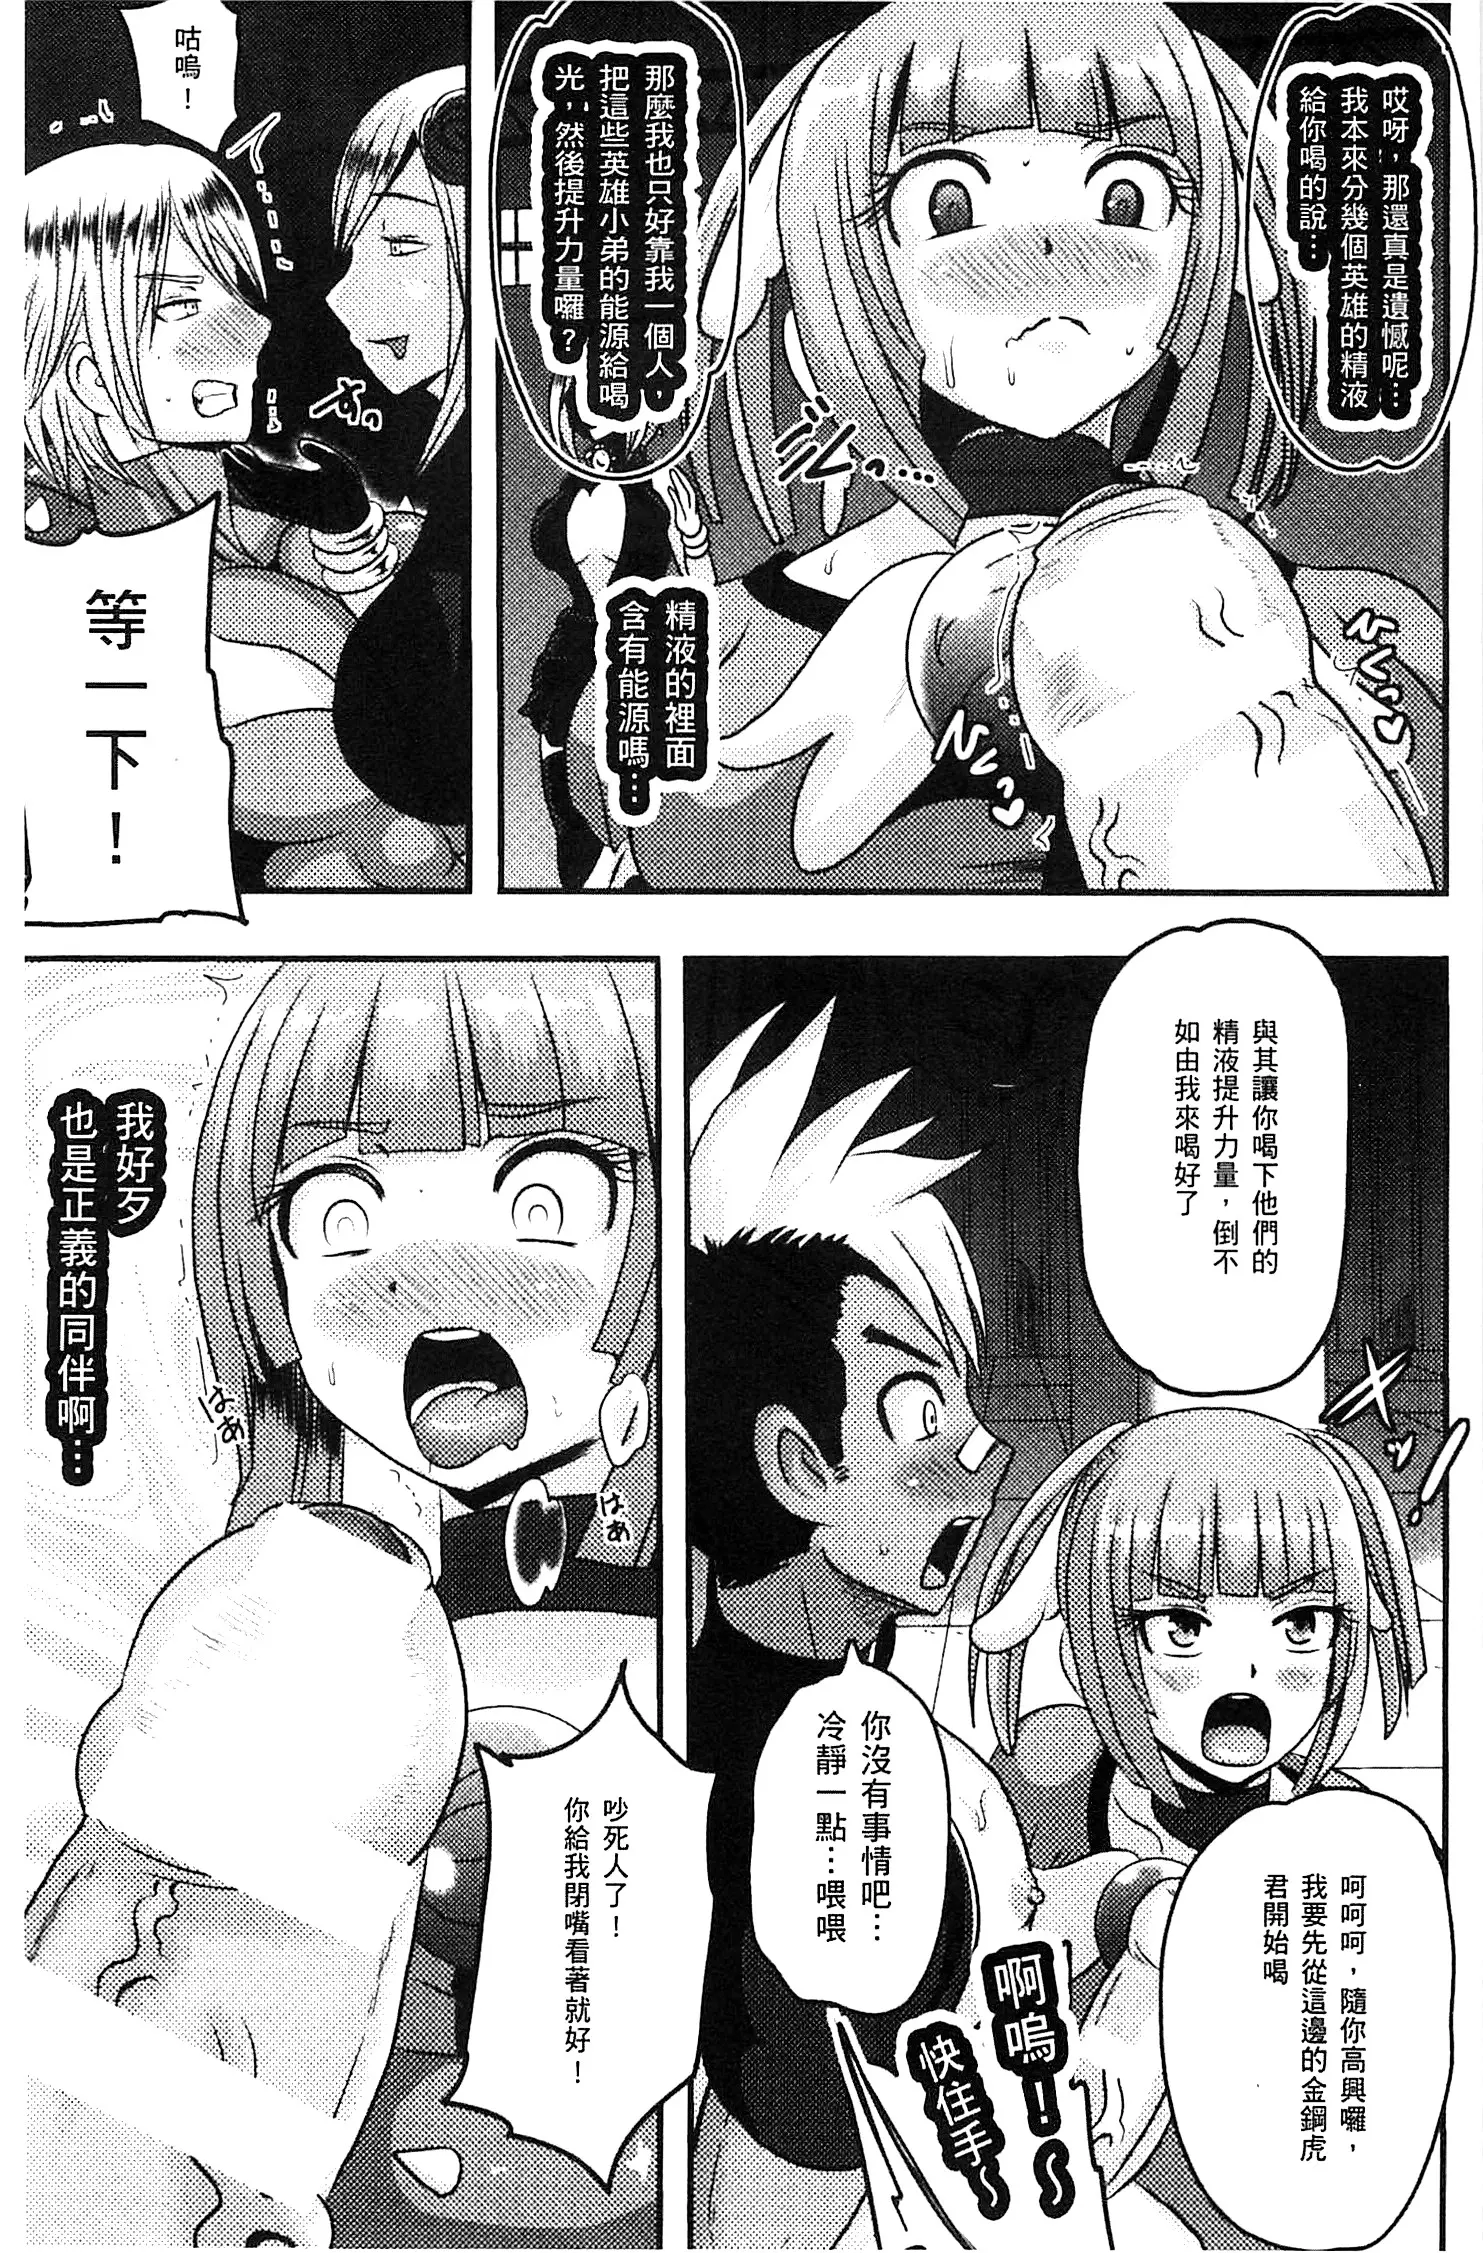 哎呀，那還真是遺憾呢…
我本來分幾個英雄的精液
給你喝的說…
那麼我也只好靠我一個人，
把這些英雄小弟的能源給喝
光，然後提升力量囉？
精液的裡面
含有能源嗎…
咕嗚！
等一下！
與其讓你喝下他們的
精液提升力量，倒不
如由我來喝好了
呵呵呵，隨你高興囉，
我要先從這邊的金鋼虎
君開始喝
你沒有事情吧…
冷靜一點…喂喂
啊嗚！～
快住手～
我好歹
也是正義的同伴啊…
はぁ
はぁ
吵死人了！
你給我閉嘴看著就好！